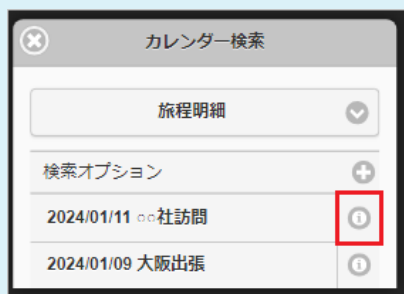 カレンダー検索
旅程明細
検索オプション
2024/01/11 ○○社訪問
2024/01/09 大阪出張